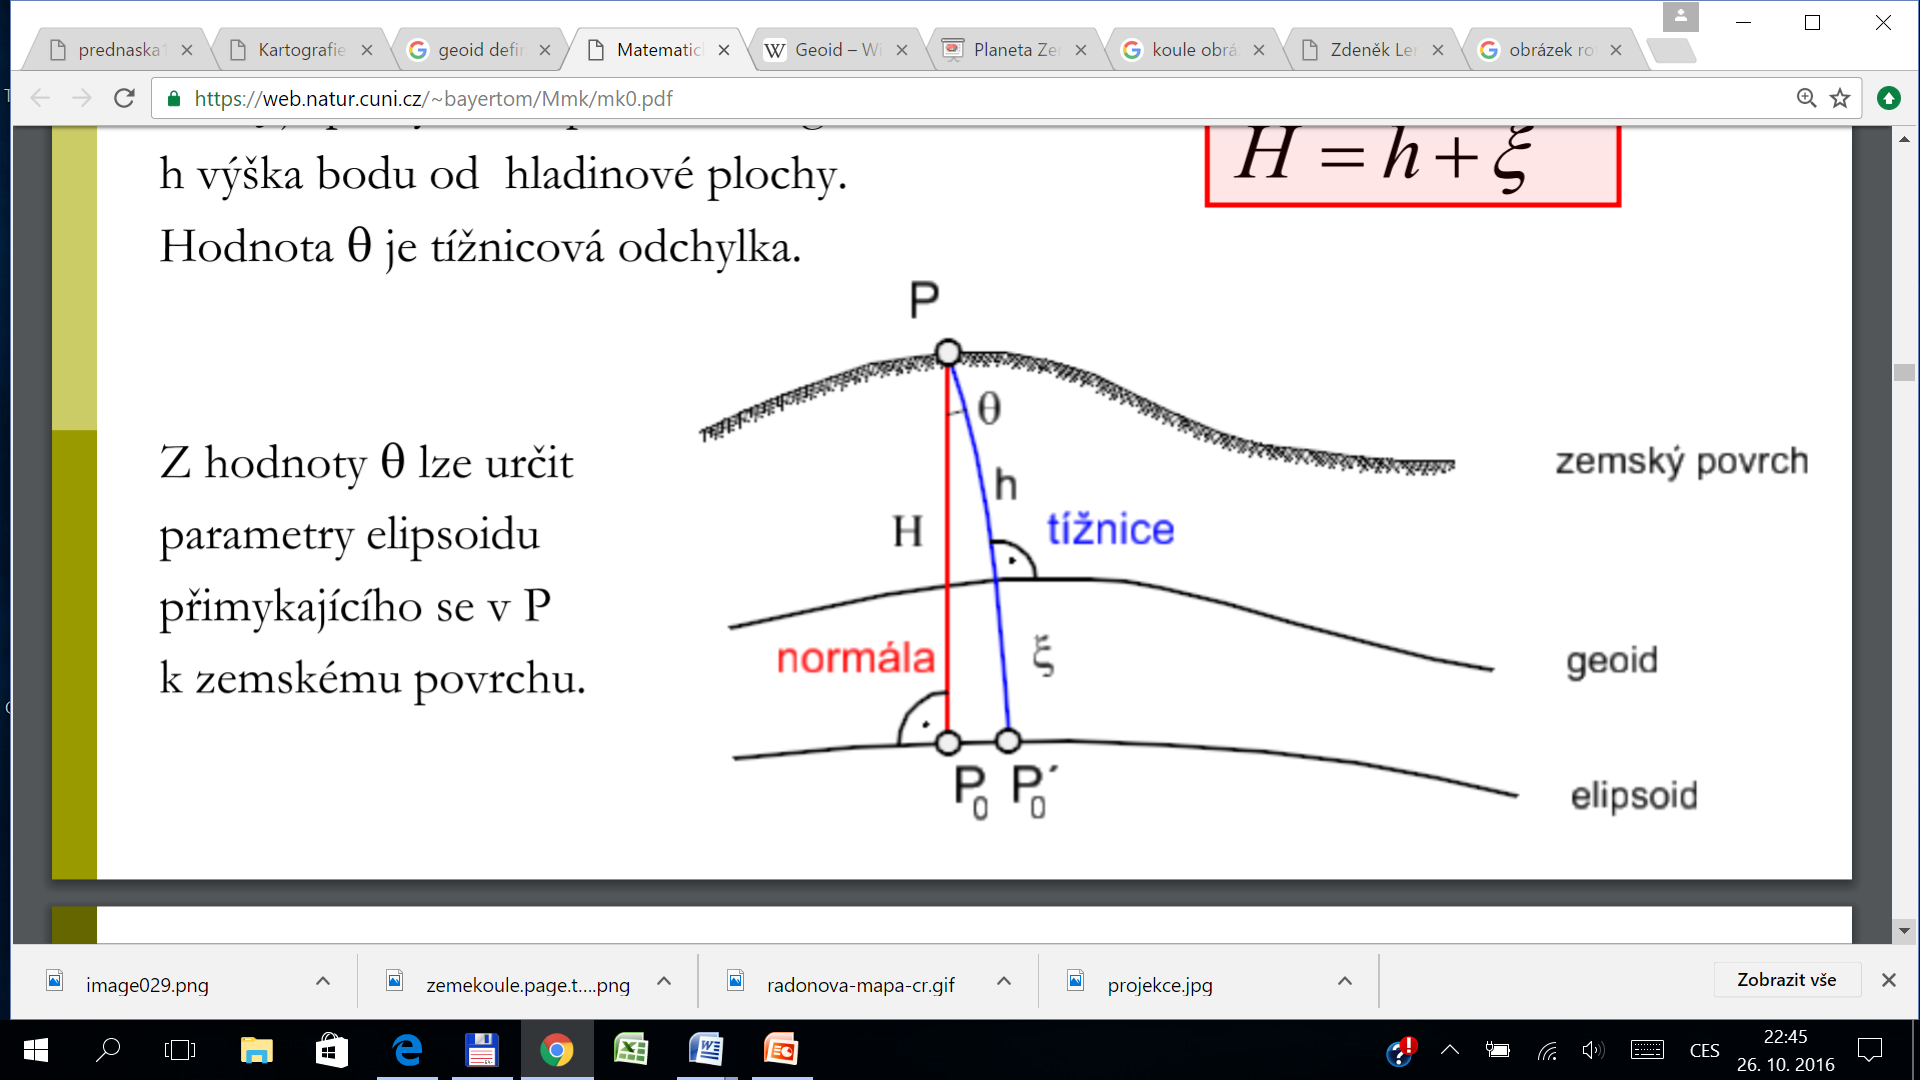 prednaska
Kartografie
geoid defi
Matematic
Geoid – Wi
Planeta Ze
koule obrá
Zdeněk Le
obrázek ro
https://web.natur.cuni.cz/~bayertom/Mmk/mk0.pdf
h výška bodu od hladinové plochy.
H = h + ξ
Hodnota θ je tížnicová odchylka.
P
θ
Z hodnoty θ lze určit
parametry elipsoidu
přimykajícího se v P
k zemskému povrchu.
zemský povrch
h
H
tížnice
normála
ξ
geoid
P0 P0´
elipsoid
image029.png
zemekoule.page.t....png
radonova-mapa-cr.gif
projekce.jpg
Zobrazit vše
CES
22:45
26. 10. 2016